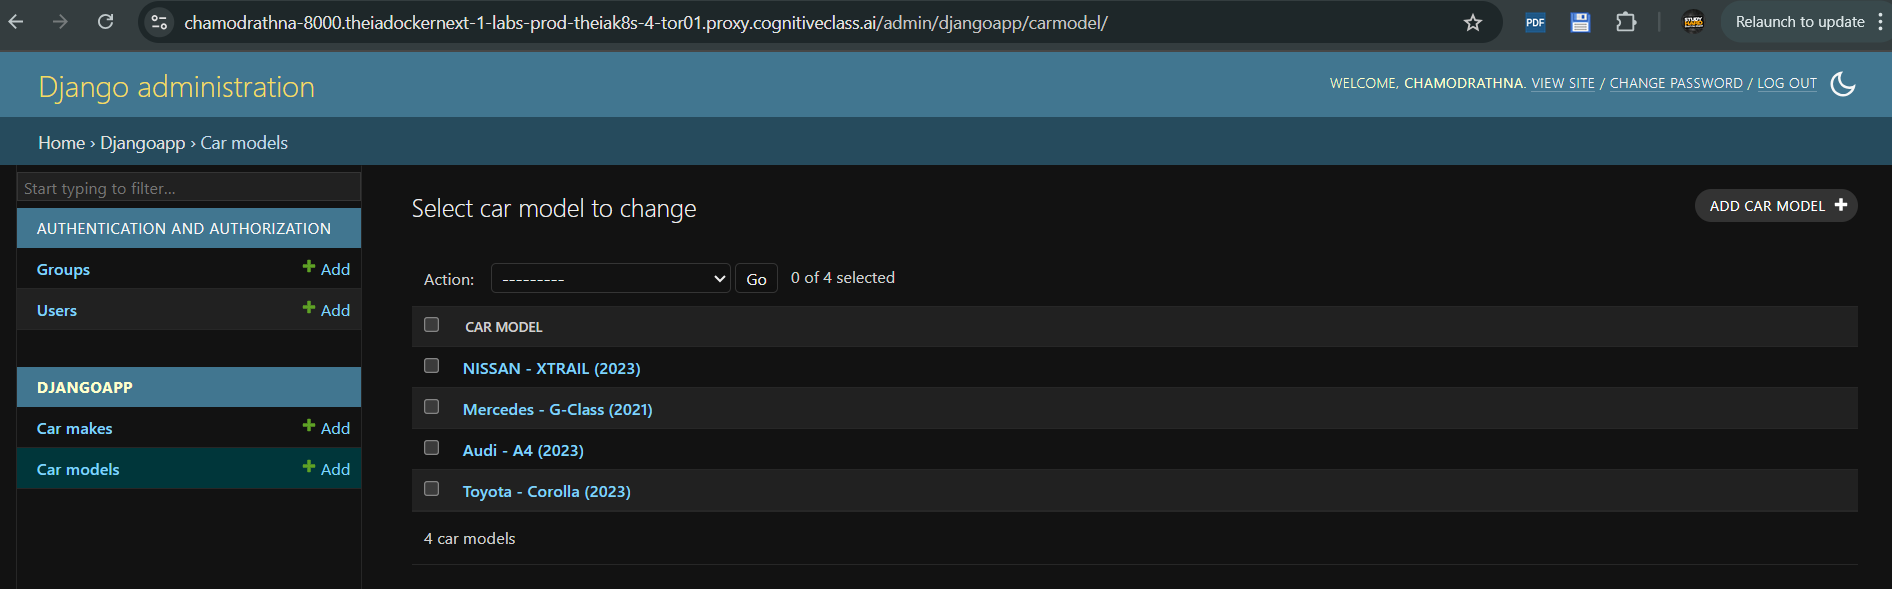 chamodrathna-8000.theiadockernext-1-labs-prod-theiak8s-4-tor01.proxy.cognitiveclass.ai/admin/djangoapp/carmodel/
PDF
Relaunch to update
Django administration
WELCOME, CHAMODRATHNA. VIEW SITE / CHANGE PASSWORD / LOG OUT
Home › Djangoapp › Car models
Start typing to filter...
AUTHENTICATION AND AUTHORIZATION
Groups
Add
Users
Add
DJANGOAPP
Car makes
Add
Car models
Add
Select car model to change
ADD CAR MODEL
Action: --------- Go 0 of 4 selected
CAR MODEL
NISSAN - XTRAIL (2023)
Mercedes - G-Class (2021)
Audi - A4 (2023)
Toyota - Corolla (2023)
4 car models